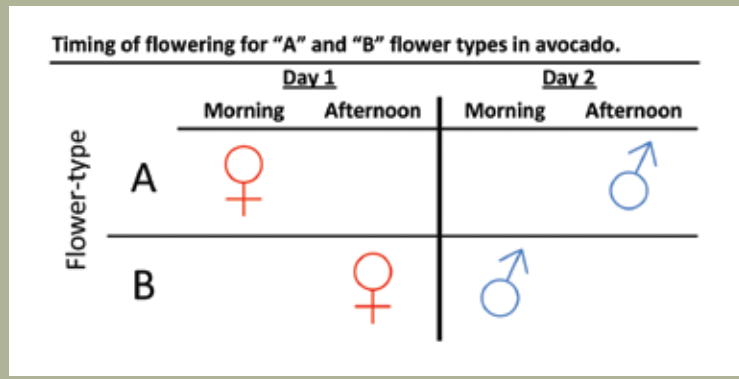 Timing of flowering for “A” and “B” flower types in avocado.
Day 1 Day 2
Morning Afternoon Morning Afternoon
Flower-type
A
B